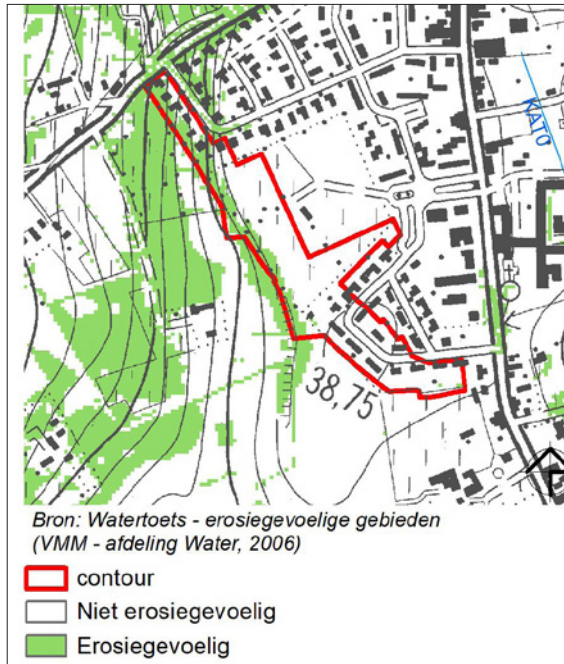 KATO
38,75
Bron: Watertoets - erosiegevoelige gebieden
(VMM - afdeling Water, 2006)
contour
Niet erosiegevoelig
Erosiegevoelig